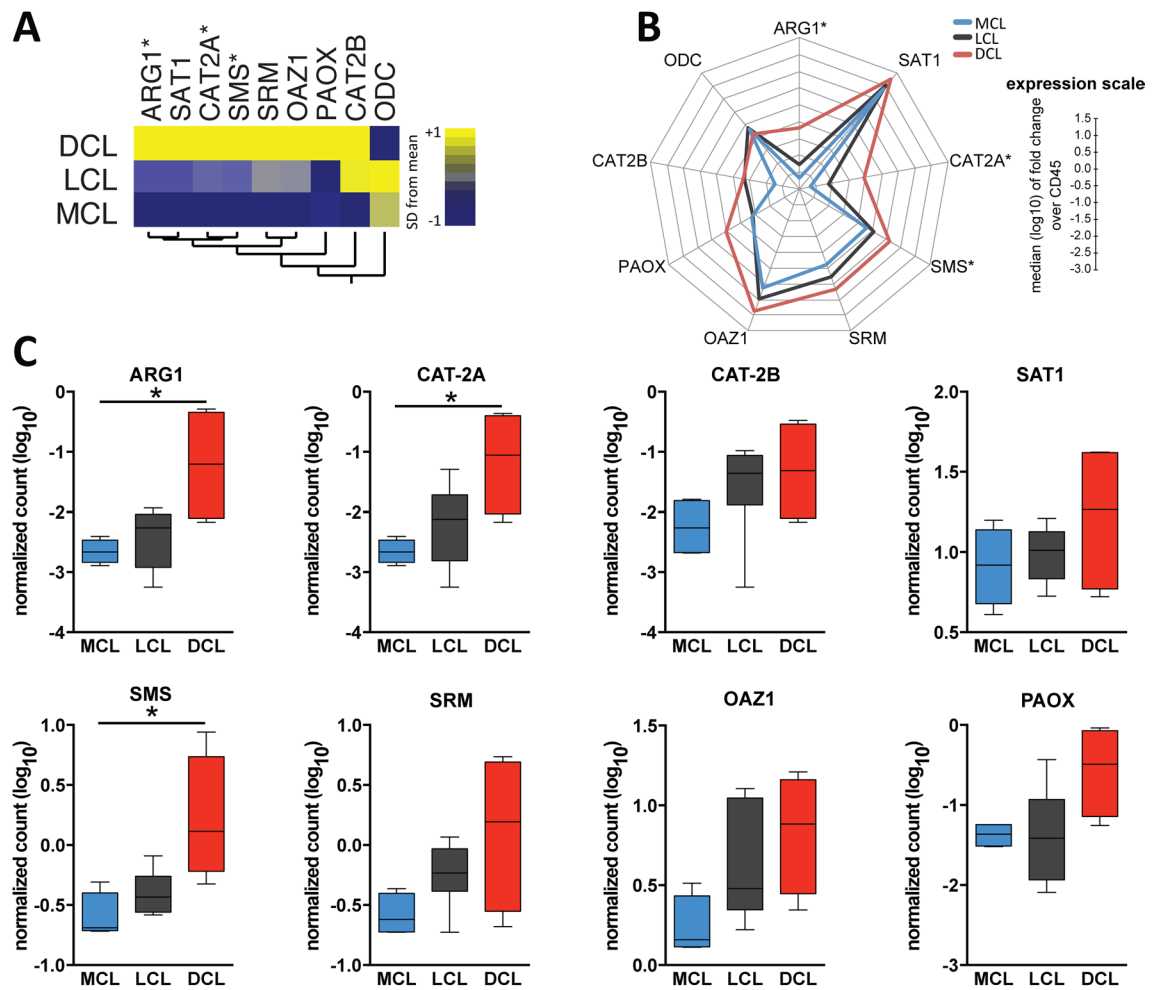 A
ARG1*
SAT1
CAT2A*
SMS*
SRM
OAZ1
PAOX
CAT2B
ODC
DCL
LCL
MCL
+1
-1
SD from mean
B
MCL
LCL
DCL
ARG1*
SAT1
CAT2A*
SMS*
SRM
OAZ1
PAOX
CAT2B
ODC
expression scale
median (log10) of fold change
over CD45
1.5
1.0
0.5
0.0
-0.5
-1.0
-1.5
-2.0
-2.5
-3.0
C
ARG1
*
normalized count (log10)
0
-1
-2
-3
-4
MCL LCL DCL
CAT-2A
*
normalized count (log10)
0
-1
-2
-3
-4
MCL LCL DCL
CAT-2B
normalized count (log10)
0
-1
-2
-3
-4
MCL LCL DCL
SAT1
normalized count (log10)
2.0
1.5
1.0
0.5
MCL LCL DCL
SMS
*
normalized count (log10)
1.0
0.5
0.0
-0.5
-1.0
MCL LCL DCL
SRM
normalized count (log10)
1.0
0.5
0.0
-0.5
-1.0
MCL LCL DCL
OAZ1
normalized count (log10)
1.5
1.0
0.5
0.0
MCL LCL DCL
PAOX
normalized count (log10)
0
-1
-2
-3
MCL LCL DCL